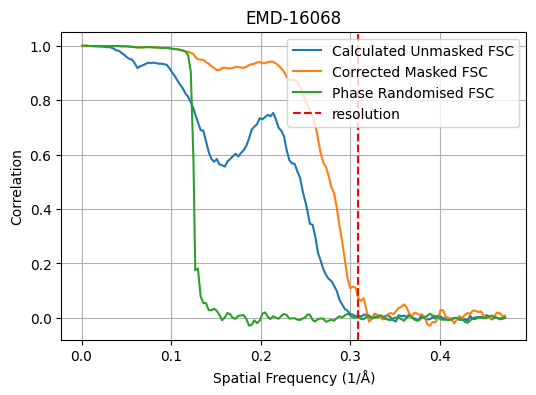 EMD-16068
1.0
0.8
0.6
0.4
0.2
0.0
Correlation
Calculated Unmasked FSC
Corrected Masked FSC
Phase Randomised FSC
resolution
0.0 0.1 0.2 0.3 0.4
Spatial Frequency (1/Å)